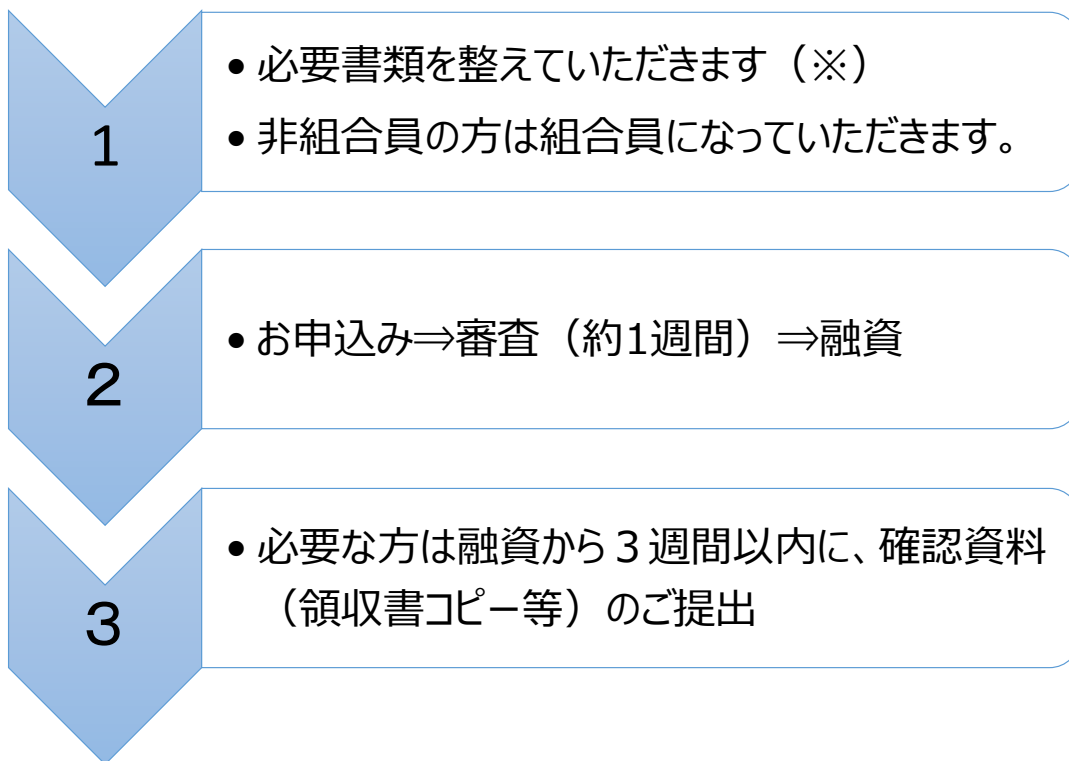 1
• 必要書類を整えていただきます（※）
• 非組合員の方は組合員になっていただきます。
2
• お申込み⇒審査（約1週間）⇒融資
3
• 必要な方は融資から３週間以内に、確認資料
（領収書コピー等）のご提出